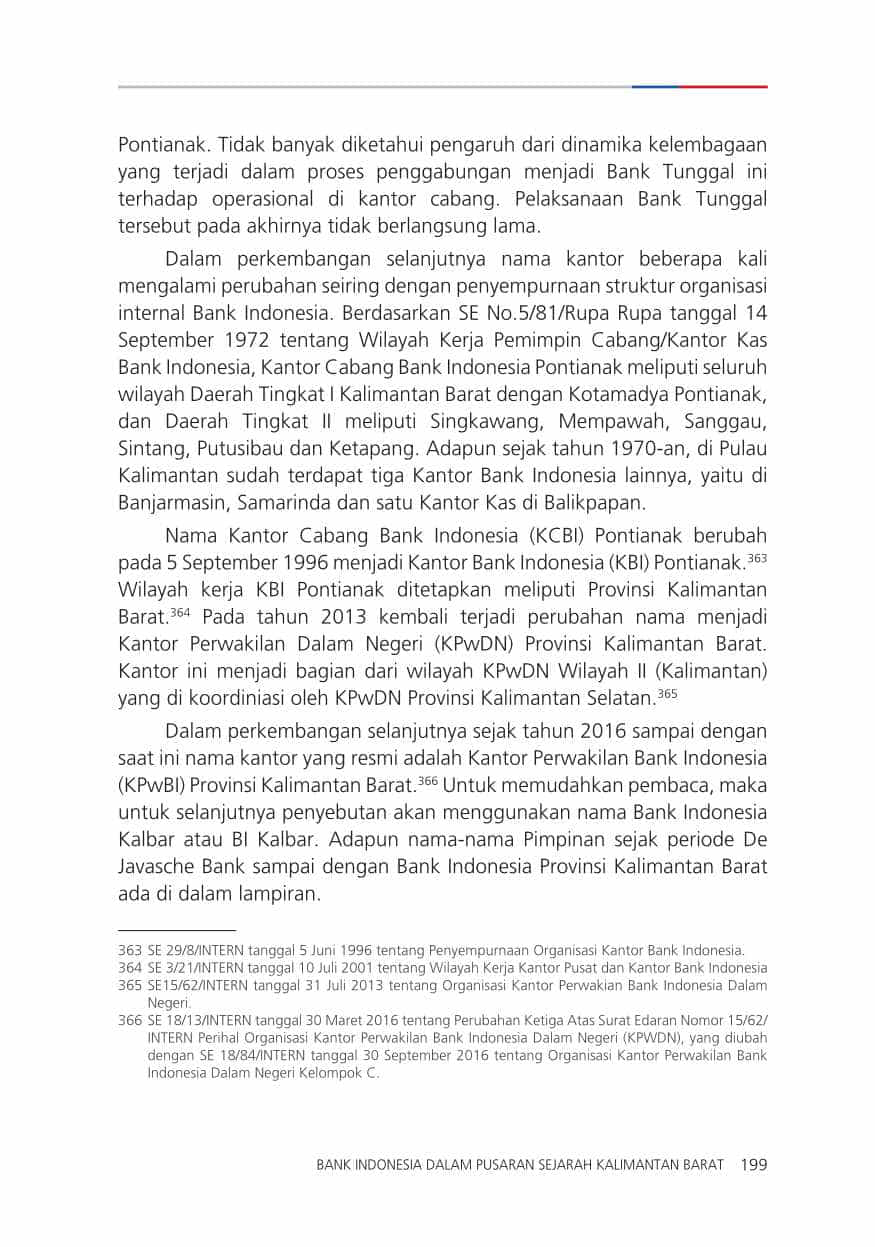 Pontianak. Tidak banyak diketahui pengaruh dari dinamika kelembagaan
yang terjadi dalam proses penggabungan menjadi Bank Tunggal ini
terhadap operasional di kantor cabang. Pelaksanaan Bank Tunggal
tersebut pada akhirnya tidak berlangsung lama.
Dalam perkembangan selanjutnya nama kantor beberapa kali
mengalami perubahan seiring dengan penyempurnaan struktur organisasi
internal Bank Indonesia. Berdasarkan SE No.5/81/Rupa Rupa tanggal 14
September 1972 tentang Wilayah Kerja Pemimpin Cabang/Kantor Kas
Bank Indonesia, Kantor Cabang Bank Indonesia Pontianak meliputi seluruh
wilayah Daerah Tingkat I Kalimantan Barat dengan Kotamadya Pontianak,
dan Daerah Tingkat II meliputi Singkawang, Mempawah, Sanggau,
Sintang, Putusibau dan Ketapang. Adapun sejak tahun 1970-an, di Pulau
Kalimantan sudah terdapat tiga Kantor Bank Indonesia lainnya, yaitu di
Banjarmasin, Samarinda dan satu Kantor Kas di Balikpapan.
Nama Kantor Cabang Bank Indonesia (KCBI) Pontianak berubah
pada 5 September 1996 menjadi Kantor Bank Indonesia (KBI) Pontianak.363
Wilayah kerja KBI Pontianak ditetapkan meliputi Provinsi Kalimantan
Barat.364 Pada tahun 2013 kembali terjadi perubahan nama menjadi
Kantor Perwakilan Dalam Negeri (KPwDN) Provinsi Kalimantan Barat.
Kantor ini menjadi bagian dari wilayah KPwDN Wilayah II (Kalimantan)
yang di koordiniasi oleh KPwDN Provinsi Kalimantan Selatan.365
Dalam perkembangan selanjutnya sejak tahun 2016 sampai dengan
saat ini nama kantor yang resmi adalah Kantor Perwakilan Bank Indonesia
(KPwBI) Provinsi Kalimantan Barat.366 Untuk memudahkan pembaca, maka
untuk selanjutnya penyebutan akan menggunakan nama Bank Indonesia
Kalbar atau BI Kalbar. Adapun nama-nama Pimpinan sejak periode De
Javasche Bank sampai dengan Bank Indonesia Provinsi Kalimantan Barat
ada di dalam lampiran.
363 SE 29/8/INTERN tanggal 5 Juni 1996 tentang Penyempurnaan Organisasi Kantor Bank Indonesia.
364 SE 3/21/INTERN tanggal 10 Juli 2001 tentang Wilayah Kerja Kantor Pusat dan Kantor Bank Indonesia
365 SE15/62/INTERN tanggal 31 Juli 2013 tentang Organisasi Kantor Perwakian Bank Indonesia Dalam
Negeri.
366 SE 18/13/INTERN tanggal 30 Maret 2016 tentang Perubahan Ketiga Atas Surat Edaran Nomor 15/62/
INTERN Perihal Organisasi Kantor Perwakilan Bank Indonesia Dalam Negeri (KPWDN), yang diubah
dengan SE 18/84/INTERN tanggal 30 September 2016 tentang Organisasi Kantor Perwakilan Bank
Indonesia Dalam Negeri Kelompok C.
BANK INDONESIA DALAM PUSARAN SEJARAH KALIMANTAN BARAT 199